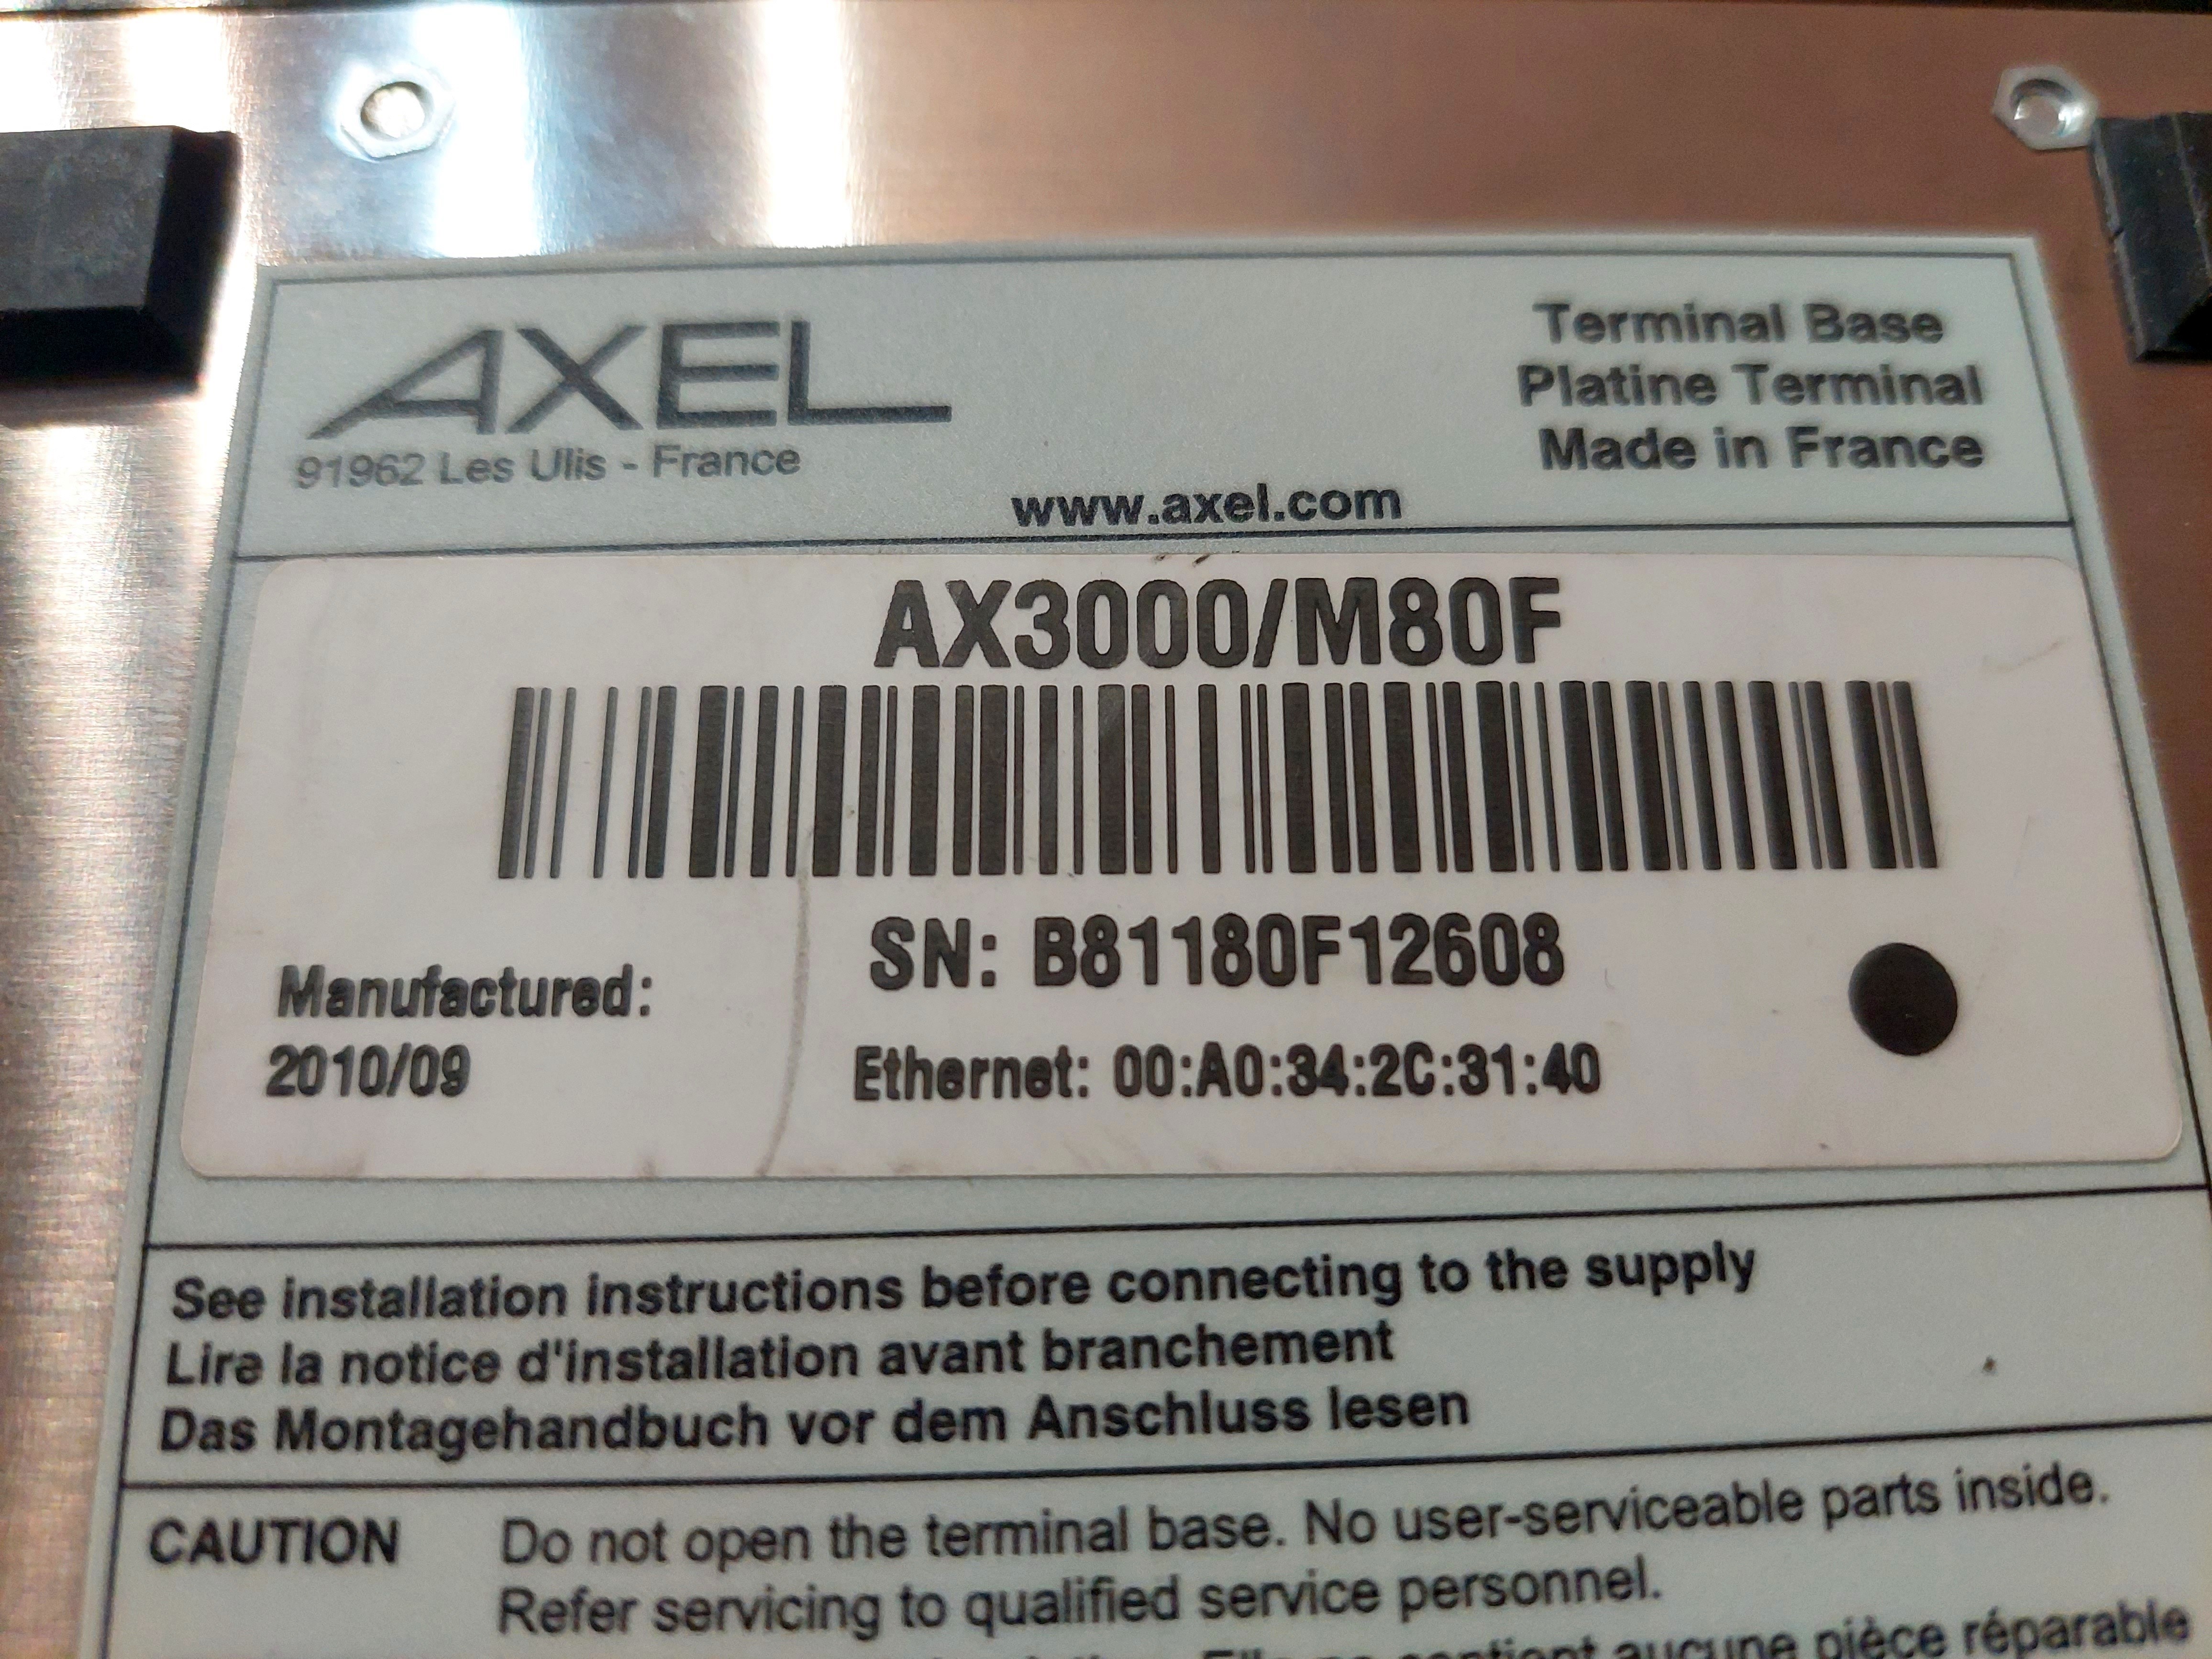 AXEL
91962 Les Ulis - France
Terminal Base
Platine Terminal
Made in France
www.axel.com
AX3000/M80F
SN: B81180F12608
Manufactured:
2010/09
Ethernet: 00:A0:34:2C:31:40
See installation instructions before connecting to the supply
Lire la notice d'installation avant branchement
Das Montagehandbuch vor dem Anschluss lesen
CAUTION Do not open the terminal base. No user-serviceable parts inside.
Refer servicing to qualified service personnel.
aucune pièce réparable